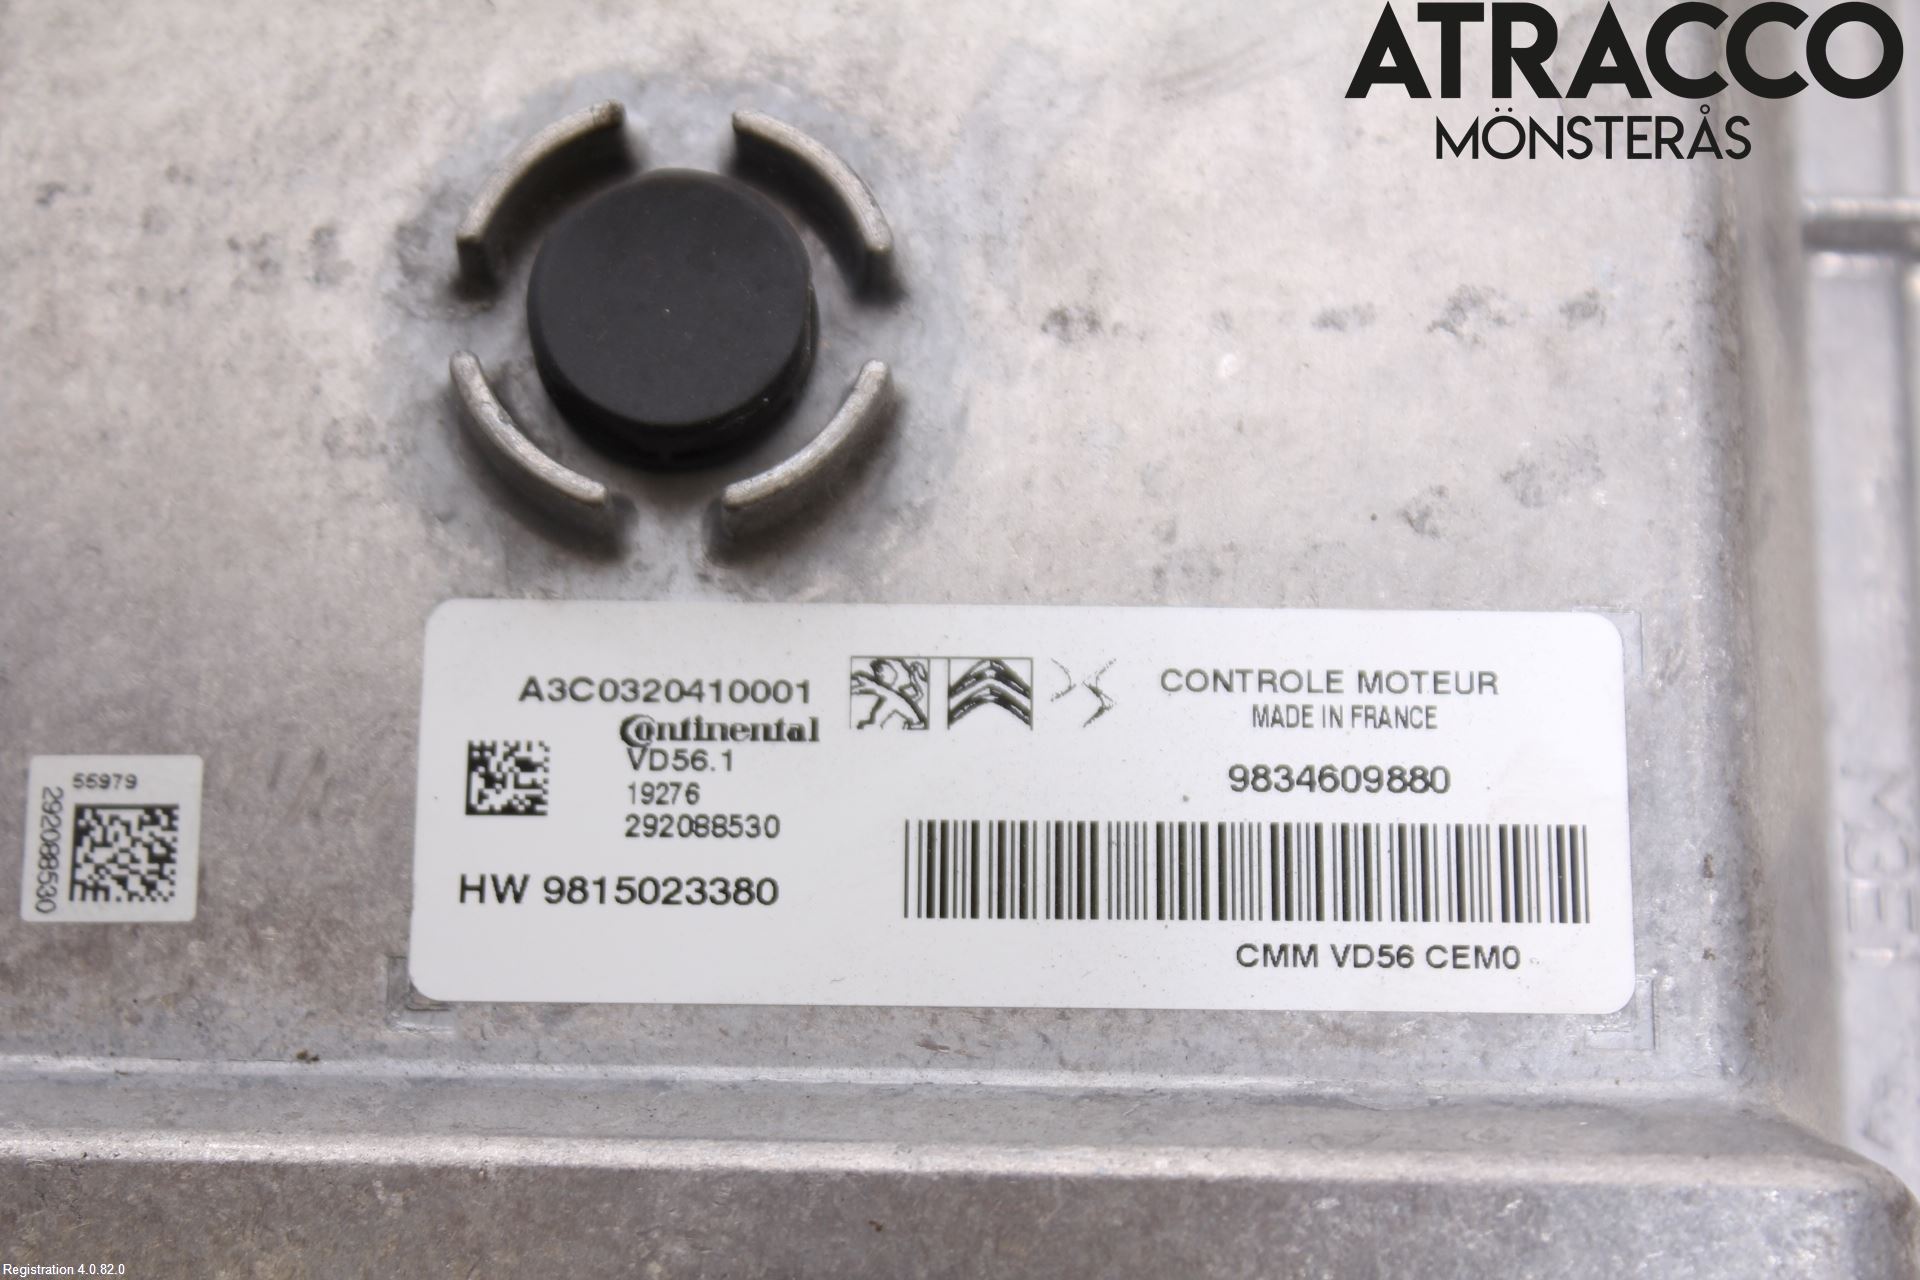 ATRACCO
MÖNSTERÅS
A3C0320410001
Continental
VD56.1
19276
292088530
HW 9815023380
CONTROLE MOTEUR
MADE IN FRANCE
9834609880
CMM VD56 CEM0
55979
292088530
Registration 4.0.82.0